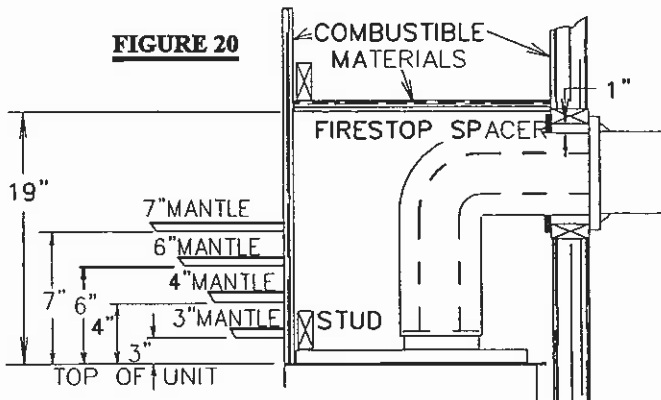 FIGURE 20
COMBUSTIBLE
MATERIALS
1"
FIRESTOP SPACER
19"
7"MANTLE
6"MANTLE
4"MANTLE
3"MANTLE
7"
6"
4"
3"
STUD
TOP OF UNIT